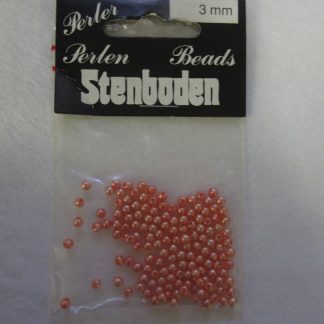 Perler
3 mm
Perlen Beads
Stenboden